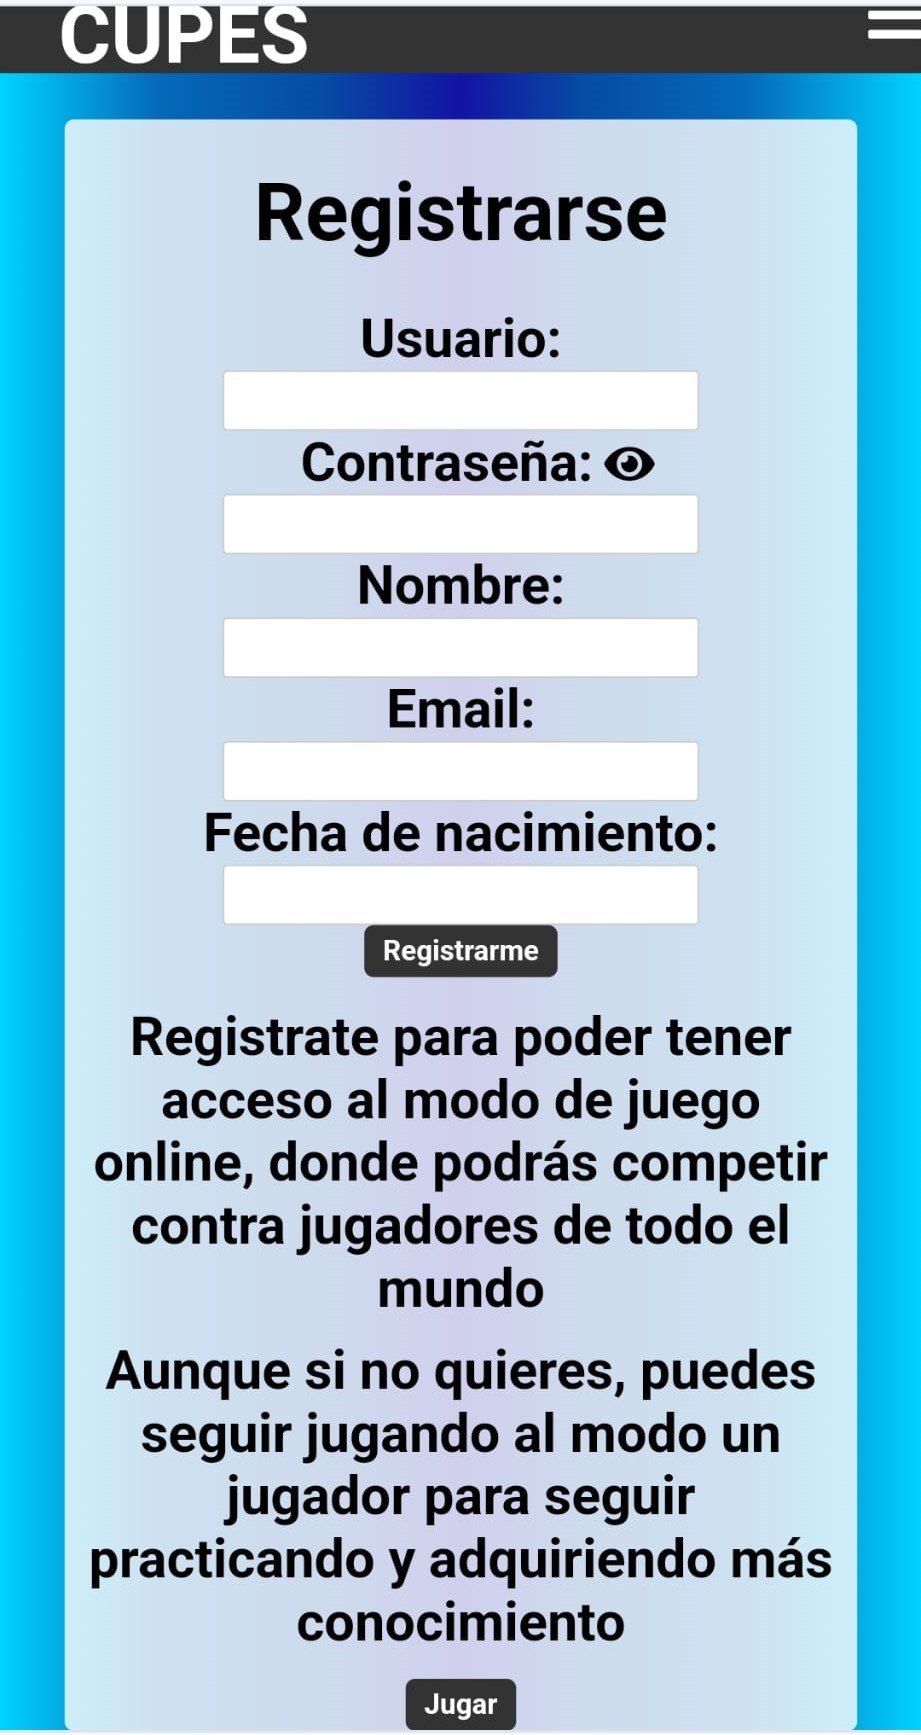 CUPES
Registrarse
Usuario:
Contraseña:
Nombre:
Email:
Fecha de nacimiento:
Registrarme
Registrate para poder tener
acceso al modo de juego
online, donde podrás competir
contra jugadores de todo el
mundo
Aunque si no quieres, puedes
seguir jugando al modo un
jugador para seguir
practicando y adquiriendo más
conocimiento
Jugar